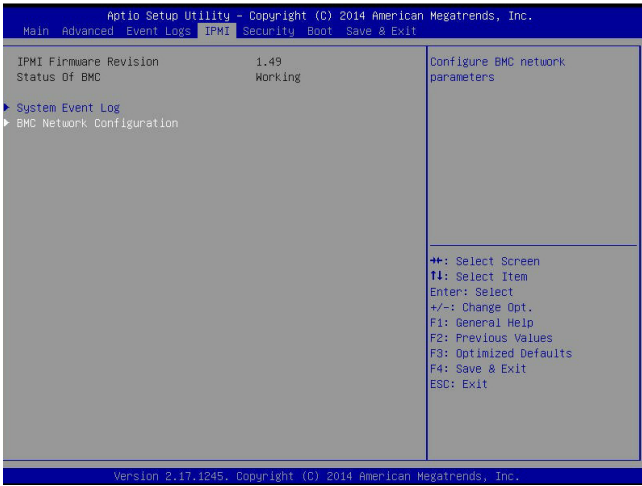 Aptio Setup Utility – Copyright (C) 2014 American Megatrends, Inc.
Main Advanced Event Logs IPMI Security Boot Save & Exit
IPMI Firmware Revision 1.49
Status Of BMC Working
▶ System Event Log
▶ BMC Network Configuration
Configure BMC network
parameters
→←: Select Screen
↑↓: Select Item
Enter: Select
+/-: Change Opt.
F1: General Help
F2: Previous Values
F3: Optimized Defaults
F4: Save & Exit
ESC: Exit
Version 2.17.1245. Copyright (C) 2014 American Megatrends, Inc.